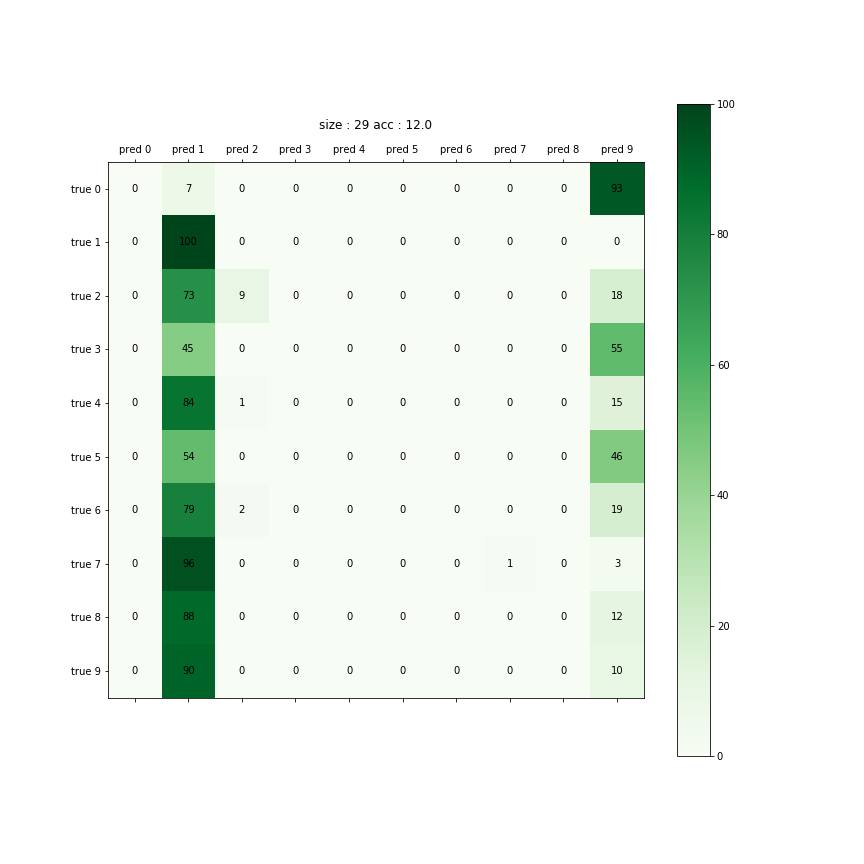 size : 29 acc : 12.0
pred 0 pred 1 pred 2 pred 3 pred 4 pred 5 pred 6 pred 7 pred 8 pred 9
true 0 0 7 0 0 0 0 0 0 0 93
true 1 0 100 0 0 0 0 0 0 0 0
true 2 0 73 9 0 0 0 0 0 0 18
true 3 0 45 0 0 0 0 0 0 0 55
true 4 0 84 1 0 0 0 0 0 0 15
true 5 0 54 0 0 0 0 0 0 0 46
true 6 0 79 2 0 0 0 0 0 0 19
true 7 0 96 0 0 0 0 0 1 0 3
true 8 0 88 0 0 0 0 0 0 0 12
true 9 0 90 0 0 0 0 0 0 0 10
100
80
60
40
20
0